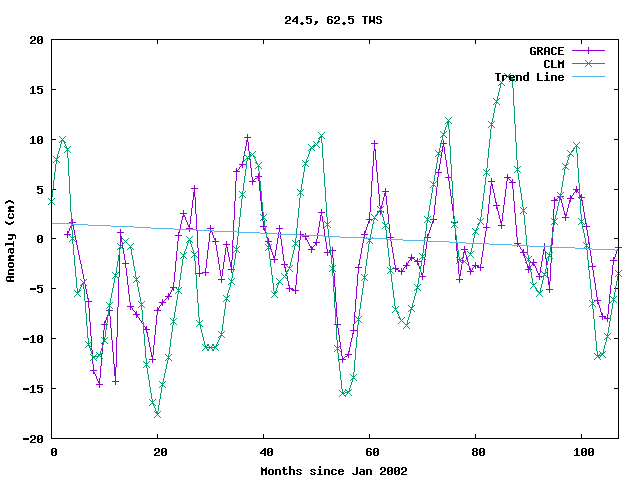 24.5, 62.5 TWS
GRACE
CLM
Trend Line
20
15
10
5
0
-5
-10
-15
-20
Anomaly (cm)
0 20 40 60 80 100
Months since Jan 2002